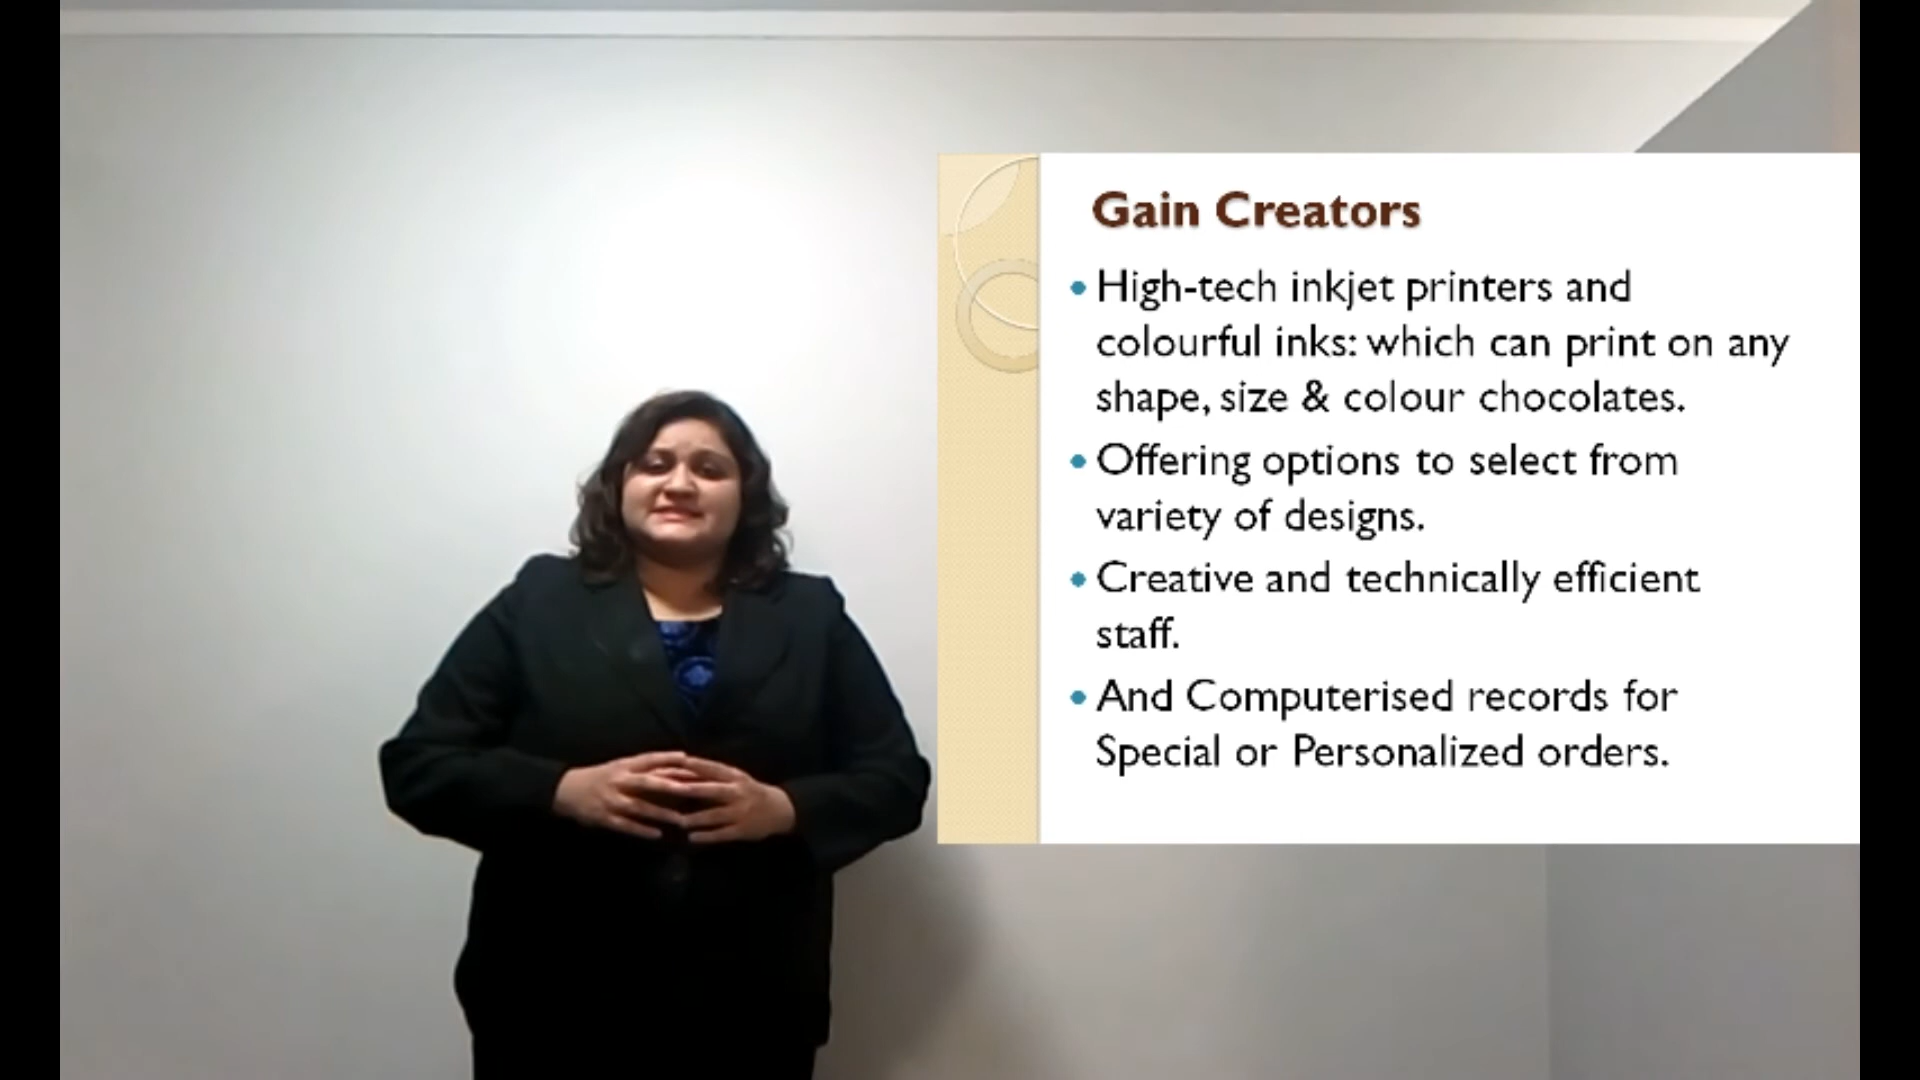 Gain Creators
• High-tech inkjet printers and
colourful inks: which can print on any
shape, size & colour chocolates.
• Offering options to select from
variety of designs.
• Creative and technically efficient
staff.
• And Computerised records for
Special or Personalized orders.